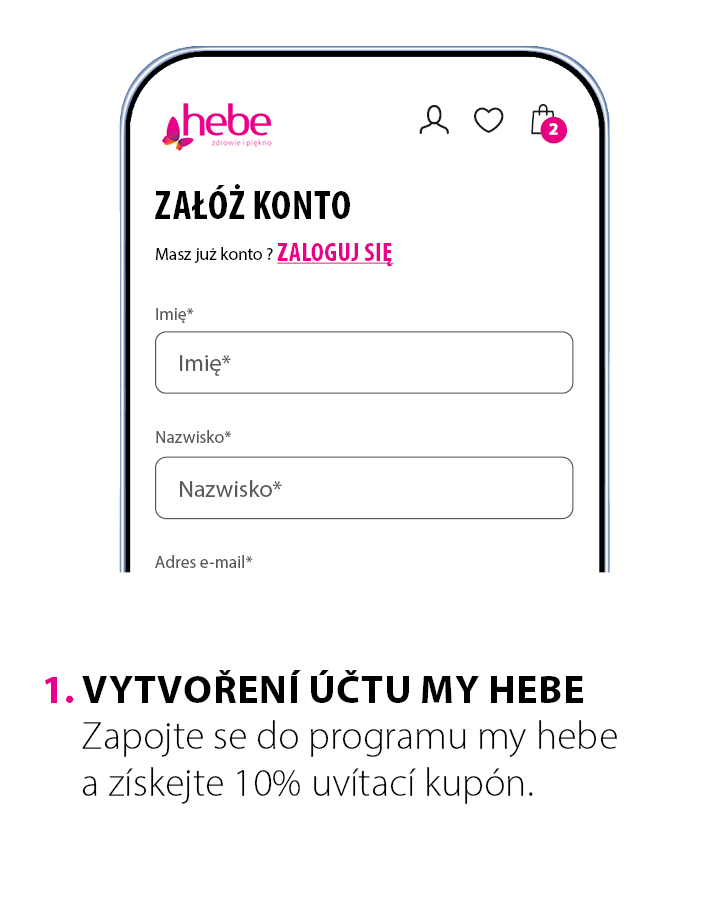 hebe
zdrowie i piękno
2
ZAŁÓŻ KONTO
Masz już konto ? ZALOGUJ SIĘ
Imię*
Imię*
Nazwisko*
Nazwisko*
Adres e-mail*
1. VYTVOŘENÍ ÚČTU MY HEBE
Zapojte se do programu my hebe
a získejte 10% uvítací kupón.